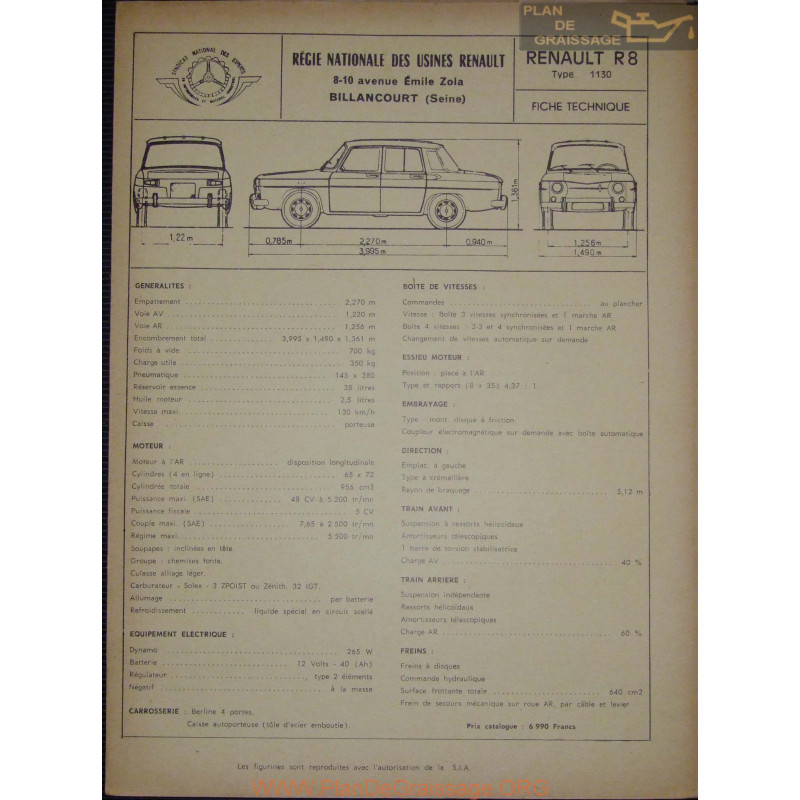 PLAN
DE
GRAISSAGE
SYNDICAT NATIONAL DES EXPERTS
RÉGIE NATIONALE DES USINES RENAULT
8-10 avenue Émile Zola
BILLANCOURT (Seine)
RENAULT R8
Type 1130
FICHE TECHNIQUE
1,22 m
0,785m
2,270 m
0,940m
3,995m
1,361m
1,256m
1,490m
GENERALITES :
Empattement 2,270 m
Voie AV 1,220 m
Voie AR 1,256 m
Encombrement total 3,995 x 1,490 x 1,361 m
Poids à vide 700 kg
Charge utile 350 kg
Pneumatique 145 x 380
Réservoir essence 38 litres
Huile moteur 2,5 litres
Vitesse maxi. 130 km/h
Caisse porteuse
MOTEUR :
Moteur à l'AR disposition longitudinale
Cylindres (4 en ligne) 65 x 72
Cylindrée totale 956 cm3
Puissance maxi. (SAE) 48 CV à 5 200 tr/mn
Puissance fiscale 5 CV
Couple maxi. (SAE) 7,65 à 2 500 tr/mn
Régime maxi. 5 500 tr/mn
Soupapes : inclinées en tête.
Groupe : chemises fonte.
Culasse alliage léger.
Carburateur - Solex - 3 ZPOIST ou Zénith. 32 IG7.
Allumage par batterie
Refroidissement liquide spécial en circuit scellé
EQUIPEMENT ELECTRIQUE :
Dynamo 265 W
Batterie 12 Volts - 40 (Ah)
Régulateur type 2 éléments
Négatif à la masse
CARROSSERIE : Berline 4 portes.
Caisse autoporteuse (tôle d'acier emboutie).
BOITE DE VITESSES :
Commandes au plancher
Vitesse : Boîte 3 vitesses synchronisées et 1 marche AR
Boîte 4 vitesses : 2-3 et 4 synchronisées et 1 marche AR
Changement de vitesses automatique sur demande
ESSIEU MOTEUR :
Position : placé à l'AR
Type et rapport (8 x 35) 4,37 : 1
EMBRAYAGE :
Type - mont. disque à friction
Coupleur électromagnétique sur demande avec boîte automatique
DIRECTION :
Emplac. à gauche
Type à crémaillère
Rayon de braquage 5,12 m
TRAIN AVANT :
Suspension à ressorts hélicoïdaux
Amortisseurs télescopiques
1 barre de torsion stabilisatrice
Charge AV 40 %
TRAIN ARRIERE :
Suspension indépendante
Ressorts hélicoïdaux
Amortisseurs télescopiques
Charge AR 60 %
FREINS :
Freins à disques
Commande hydraulique
Surface frottante totale 640 cm2
Frein de secours mécanique sur roue AR, par câble et levier
Prix catalogue : 6 990 Francs
Les figurines sont reproduites avec l'autorisation de la S.I.A.
WWW.PLANDEGRAISSAGE.ORG